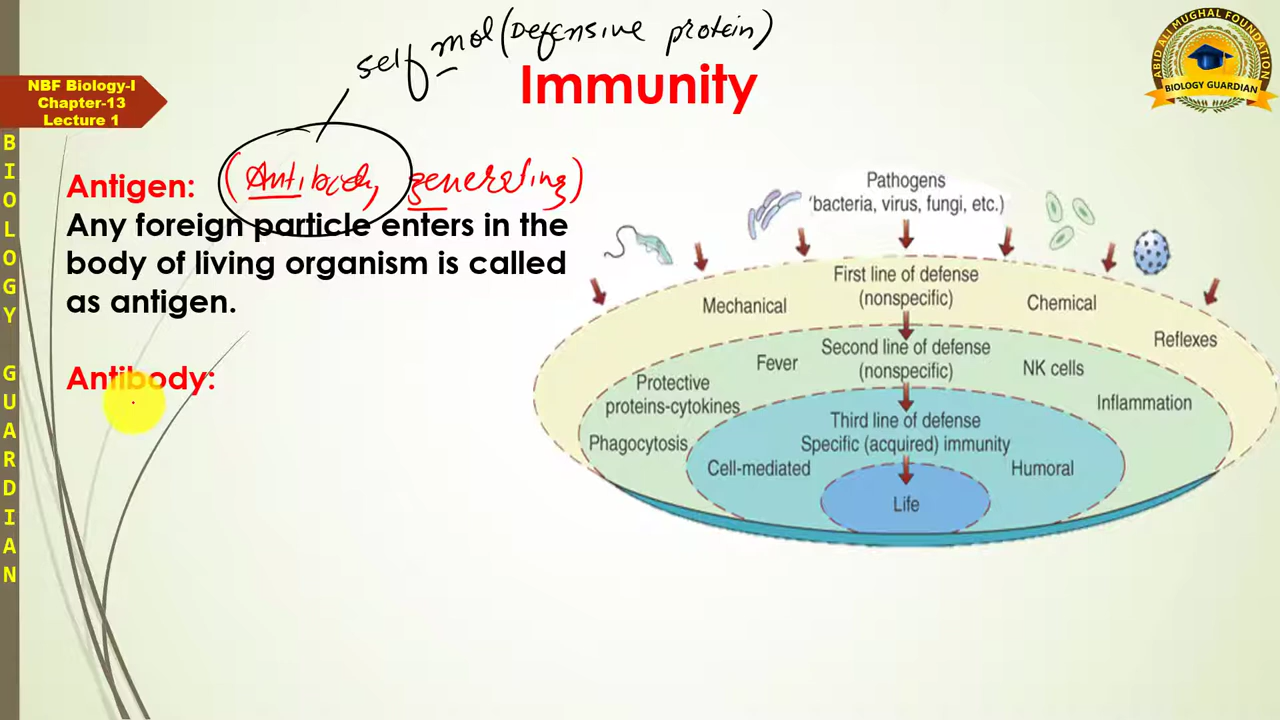 self mol (Defensive protein)
Immunity
NBF Biology-I
Chapter-13
Lecture 1
ABID ALI MUGHAL FOUNDATION
BIOLOGY GUARDIAN
BIOLOGY GUARDIAN
Antigen: (Antibody generating)
Any foreign particle enters in the
body of living organism is called
as antigen.
Antibody:
Pathogens
(bacteria, virus, fungi, etc.)
First line of defense
(nonspecific)
Mechanical
Chemical
Reflexes
Second line of defense
(nonspecific)
Fever
NK cells
Protective
proteins-cytokines
Inflammation
Phagocytosis
Third line of defense
Specific (acquired) immunity
Cell-mediated
Humoral
Life